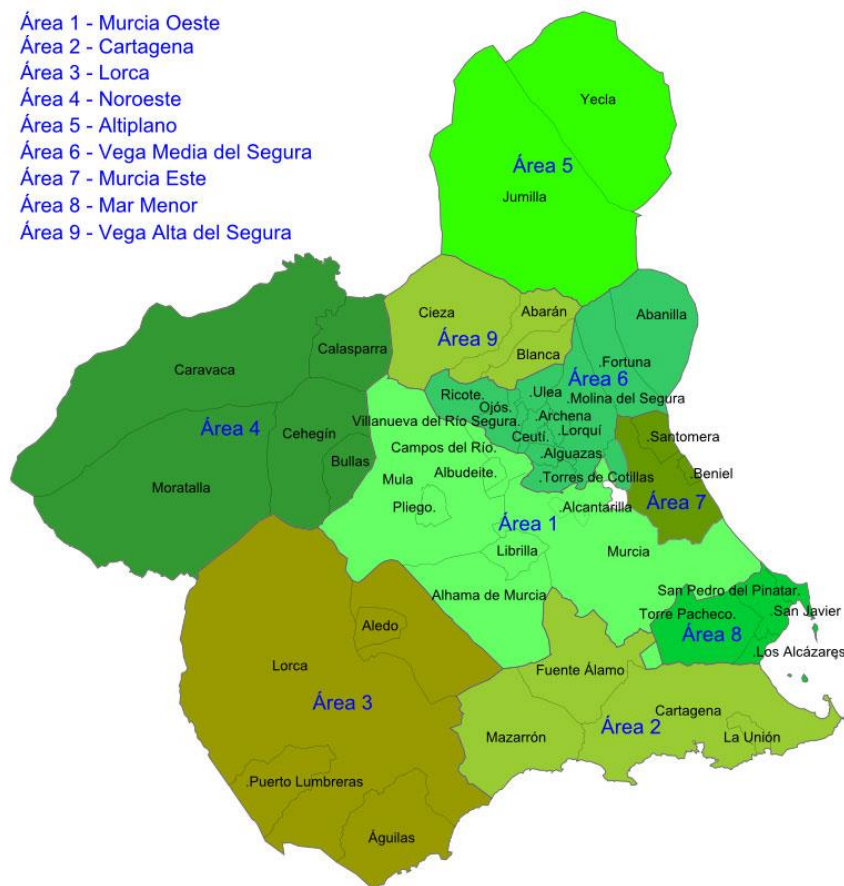 Área 1 - Murcia Oeste
Área 2 - Cartagena
Área 3 - Lorca
Área 4 - Noroeste
Área 5 - Altiplano
Área 6 - Vega Media del Segura
Área 7 - Murcia Este
Área 8 - Mar Menor
Área 9 - Vega Alta del Segura
Yecla
Área 5
Jumilla
Cieza
Abarán
Abanilla
Área 9
Calasparra
Blanca
.Fortuna
Caravaca
Área 6
Ricote.
.Ulea
.Molina del Segura
Ojós.
Villanueva del Río Segura.
.Archena
Área 4
Cehegín
Ceutí.
.Lorquí
.Santomera
Campos del Río.
.Alguazas
Bullas
Albudeite.
.Beniel
Moratalla
Mula
.Torres de Cotillas
Área 7
Pliego.
Área 1
.Alcantarilla
Librilla
Murcia
San Pedro del Pinatar.
Alhama de Murcia
Torre Pacheco.
.San Javier
Aledo
Área 8
.Los Alcázares
Lorca
Fuente Álamo
Área 3
Cartagena
Mazarrón
Área 2
La Unión
.Puerto Lumbreras
Águilas